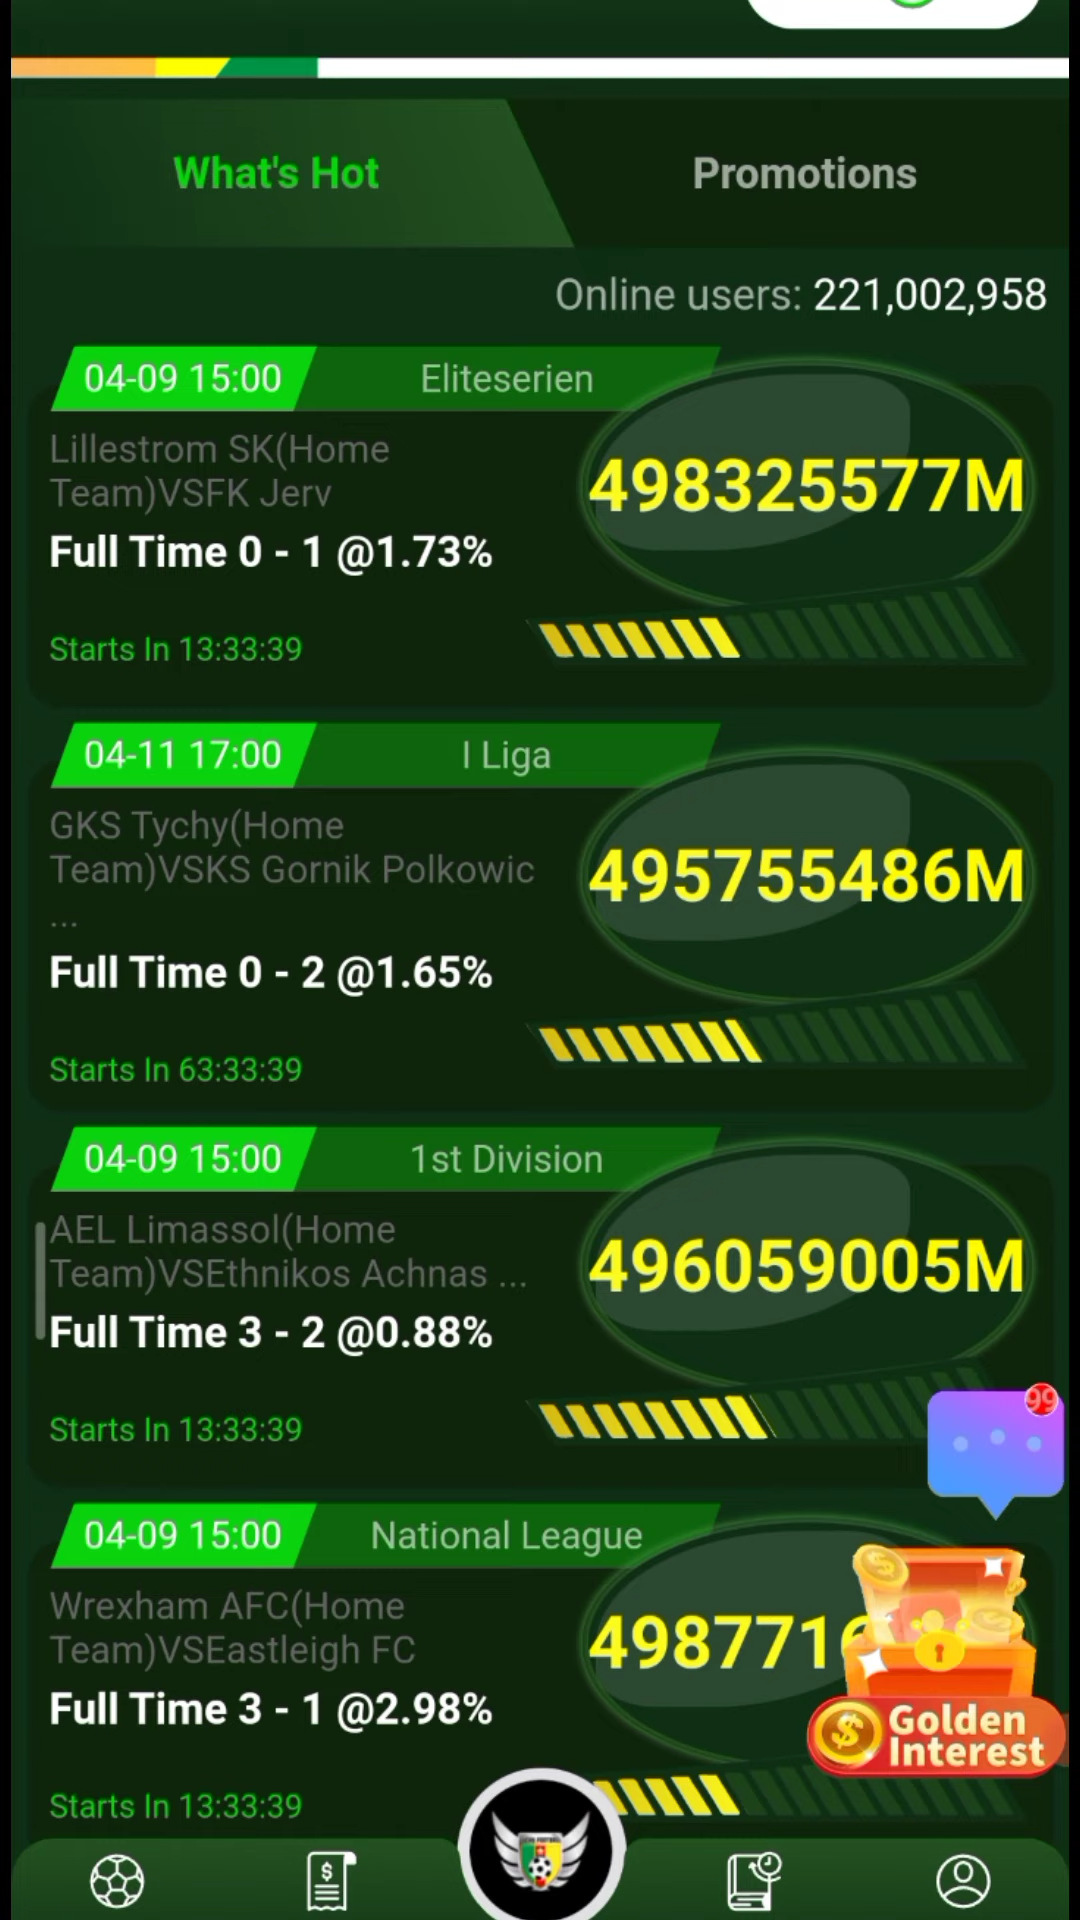 What's Hot
Promotions
Online users: 221,002,958
04-09 15:00
Eliteserien
Lillestrom SK(Home
Team)VSFK Jerv
498325577M
Full Time 0 - 1 @1.73%
Starts In 13:33:39
04-11 17:00
I Liga
GKS Tychy(Home
Team)VSKS Gornik Polkowic
...
495755486M
Full Time 0 - 2 @1.65%
Starts In 63:33:39
04-09 15:00
1st Division
AEL Limassol(Home
Team)VSEthnikos Achnas ...
496059005M
Full Time 3 - 2 @0.88%
Starts In 13:33:39
99
04-09 15:00
National League
Wrexham AFC(Home
Team)VSEastleigh FC
4987716
Full Time 3 - 1 @2.98%
Golden
Interest
Starts In 13:33:39